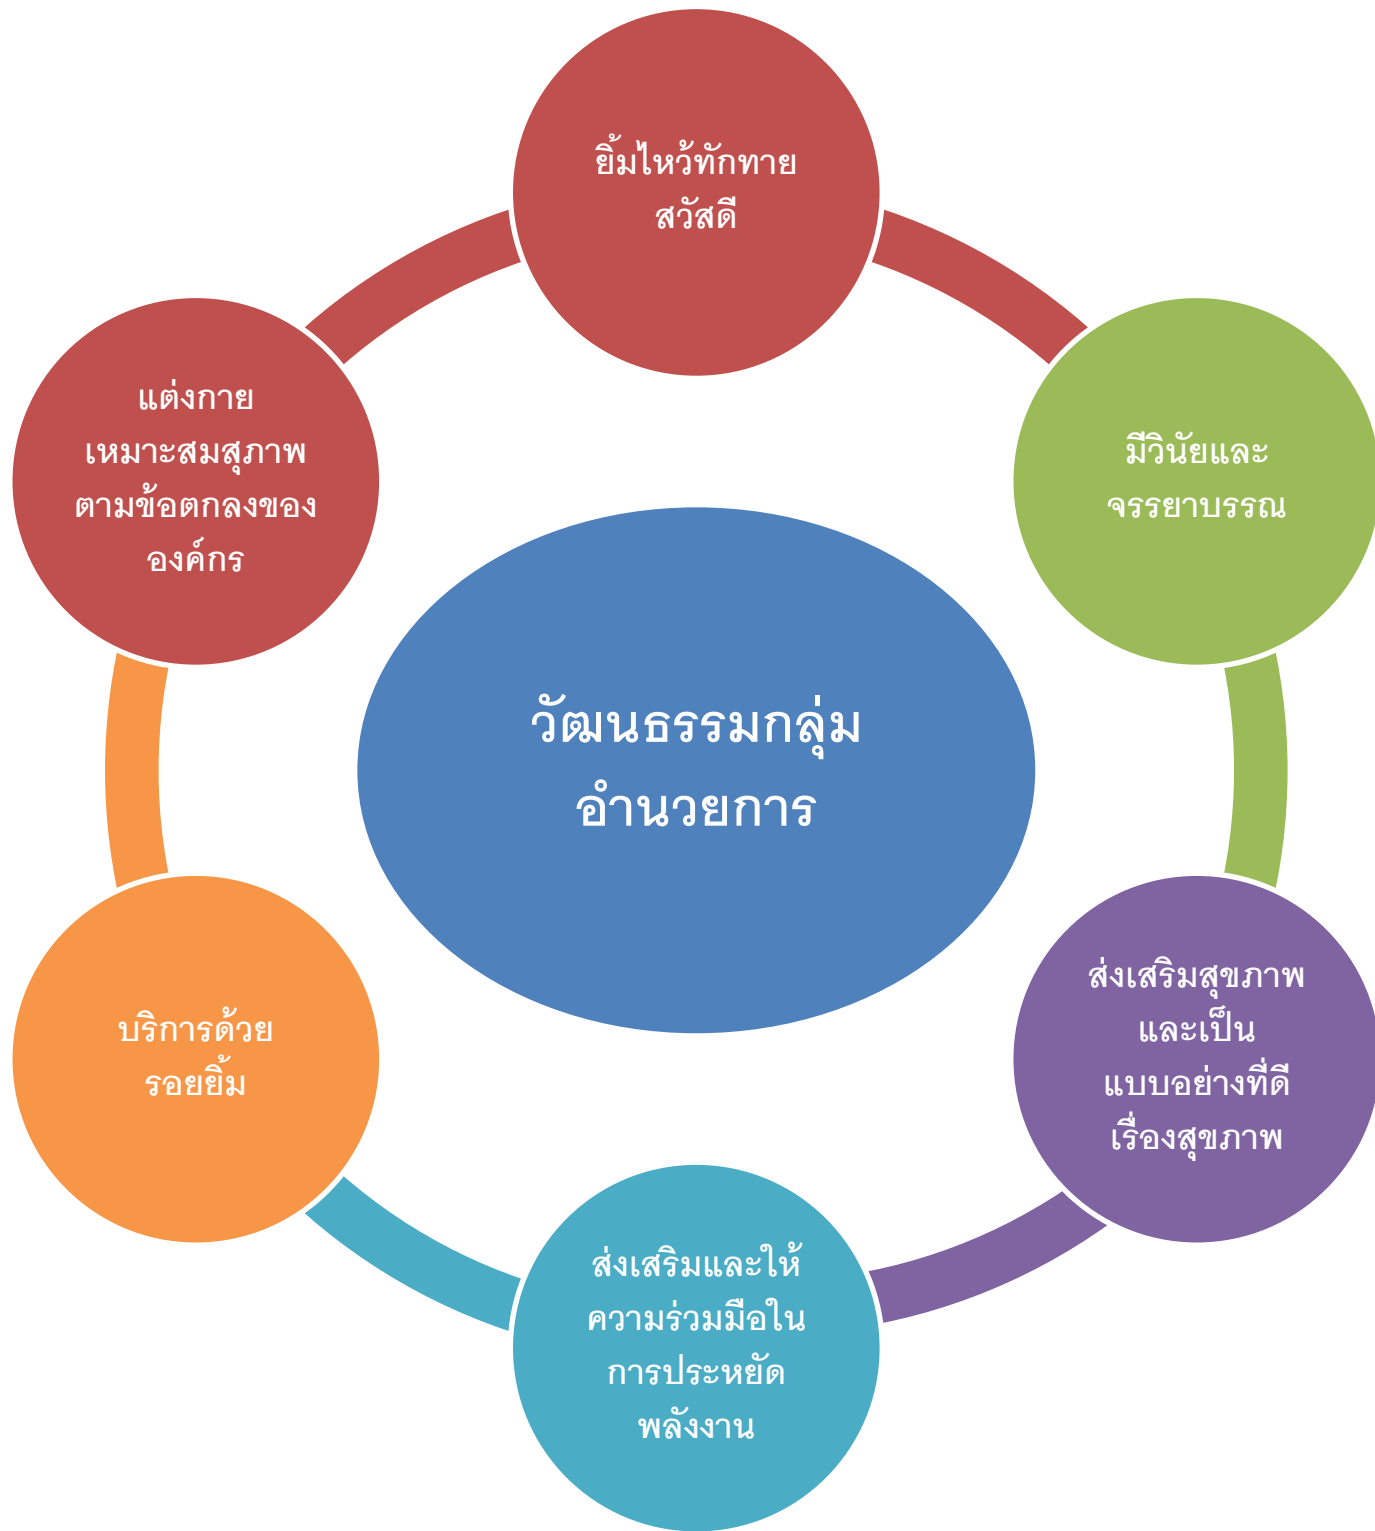 ยิ้มไหว้ทักทาย
สวัสดี
มีวินัยและ
จรรยาบรรณ
ส่งเสริมสุขภาพ
และเป็น
แบบอย่างที่ดี
เรื่องสุขภาพ
ส่งเสริมและให้
ความร่วมมือใน
การประหยัด
พลังงาน
บริการด้วย
รอยยิ้ม
แต่งกาย
เหมาะสมสุภาพ
ตามข้อตกลงของ
องค์กร
วัฒนธรรมกลุ่ม
อำนวยการ